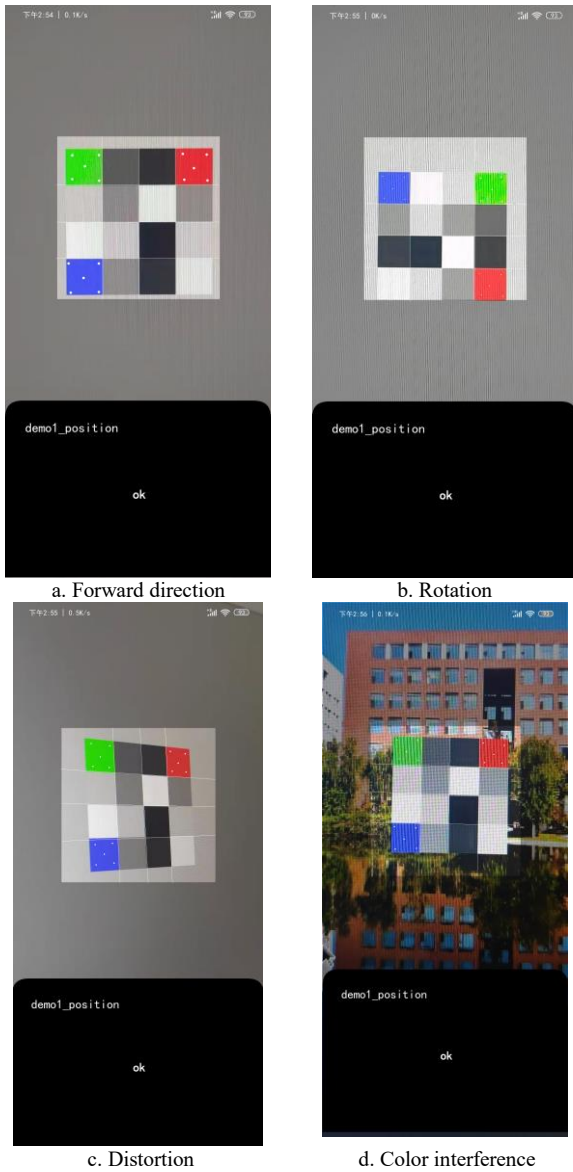 下午2:54 | 0.1K/s
下午2:55 | 0K/s
demo1_position
ok
demo1_position
ok
a. Forward direction
b. Rotation
下午2:55 | 0.5K/s
下午2:56 | 0.1K/s
demo1_position
ok
demo1_position
ok
c. Distortion
d. Color interference